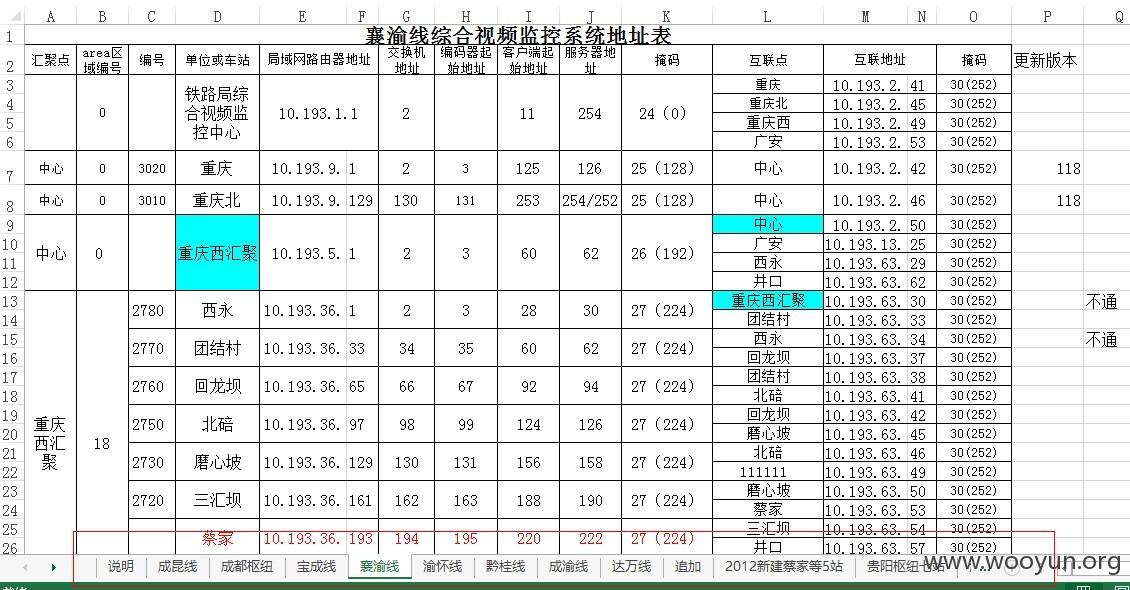 A B C D E F G H I J K L M N O P Q
1 襄渝线综合视频监控系统地址表
2 汇聚点 area区域编号 编号 单位或车站 局域网路由器地址 交换机地址 编码器起始地址 客户端起始地址 服务器地址 掩码 互联点 互联地址 掩码 更新版本
3 重庆 10.193.2. 41 30(252)
4 0 铁路局综合视频监控中心 10.193.1.1 2 11 254 24（0） 重庆北 10.193.2. 45 30(252)
5 重庆西 10.193.2. 49 30(252)
6 广安 10.193.2. 53 30(252)
7 中心 0 3020 重庆 10.193.9. 1 2 3 125 126 25（128） 中心 10.193.2. 42 30(252) 118
8 中心 0 3010 重庆北 10.193.9. 129 130 131 253 254/252 25（128） 中心 10.193.2. 46 30(252) 118
9 中心 10.193.2. 50 30(252)
10 中心 0 重庆西汇聚 10.193.5. 1 2 3 60 62 26（192） 广安 10.193.13. 25 30(252)
11 西永 10.193.63. 29 30(252)
12 井口 10.193.63. 62 30(252)
13 2780 西永 10.193.36. 1 2 3 28 30 27（224） 重庆西汇聚 10.193.63. 30 30(252) 不通
14 团结村 10.193.63. 33 30(252)
15 2770 团结村 10.193.36. 33 34 35 60 62 27（224） 西永 10.193.63. 34 30(252) 不通
16 回龙坝 10.193.63. 37 30(252)
17 2760 回龙坝 10.193.36. 65 66 67 92 94 27（224） 团结村 10.193.63. 38 30(252)
18 北碚 10.193.63. 41 30(252)
19 重庆西汇聚 18 2750 北碚 10.193.36. 97 98 99 124 126 27（224） 回龙坝 10.193.63. 42 30(252)
20 磨心坡 10.193.63. 45 30(252)
21 2730 磨心坡 10.193.36. 129 130 131 156 158 27（224） 北碚 10.193.63. 46 30(252)
22 111111 10.193.63. 49 30(252)
23 2720 三汇坝 10.193.36. 161 162 163 188 190 27（224） 磨心坡 10.193.63. 50 30(252)
24 蔡家 10.193.63. 53 30(252)
25 蔡家 10.193.36. 193 194 195 220 222 27（224） 三汇坝 10.193.63. 54 30(252)
26 井口 10.193.63. 57 30(252)
www.wooyun.org
说明 成昆线 成都枢纽 宝成线 襄渝线 渝怀线 黔桂线 成渝线 达万线 追加 2012新建蔡家等5站